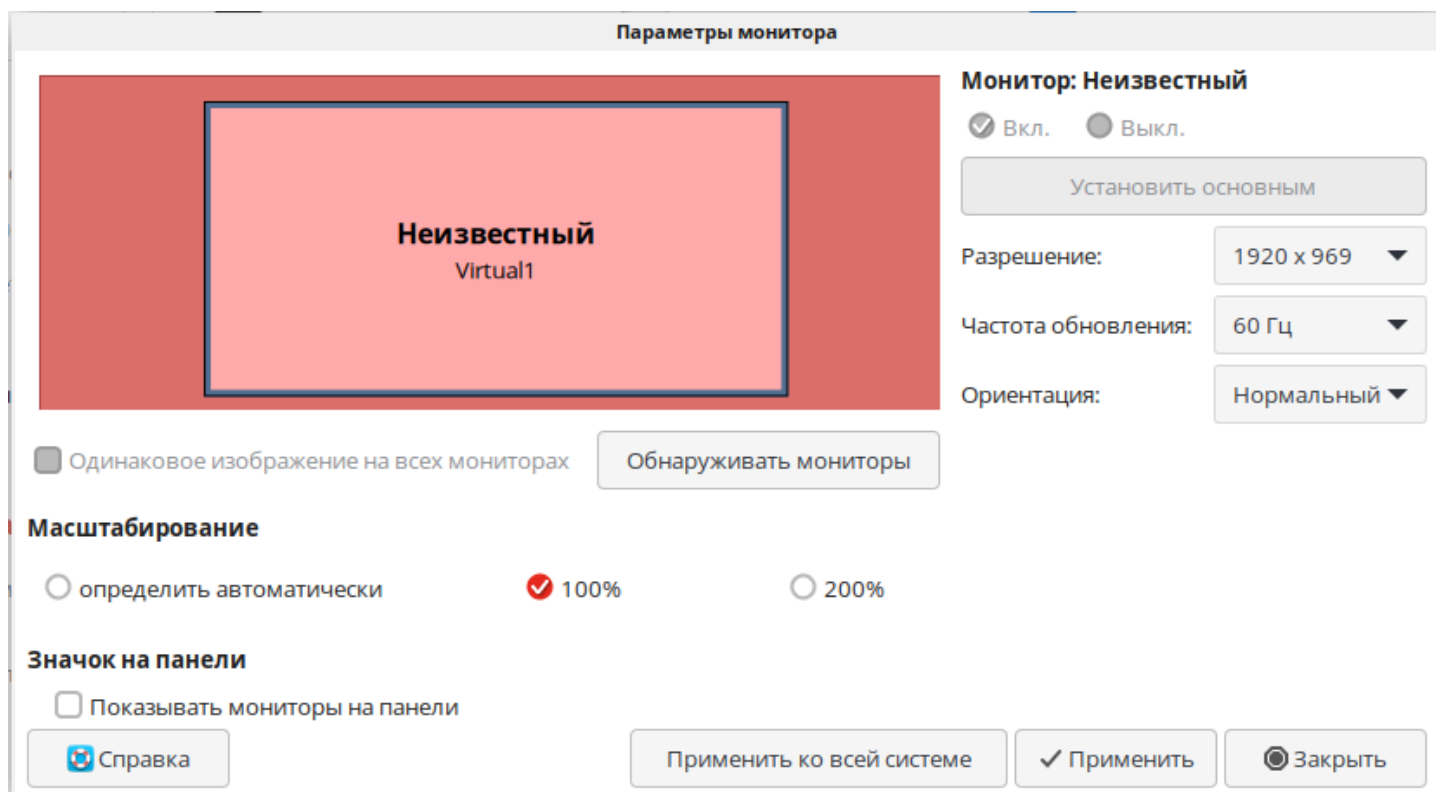 Параметры монитора
Неизвестный
Virtual1
Монитор: Неизвестный
Вкл. Выкл.
Установить основным
Разрешение: 1920 x 969
Частота обновления: 60 Гц
Ориентация: Нормальный
Одинаковое изображение на всех мониторах Обнаруживать мониторы
Масштабирование
определить автоматически 100% 200%
Значок на панели
Показывать мониторы на панели
Справка Применить ко всей системе Применить Закрыть